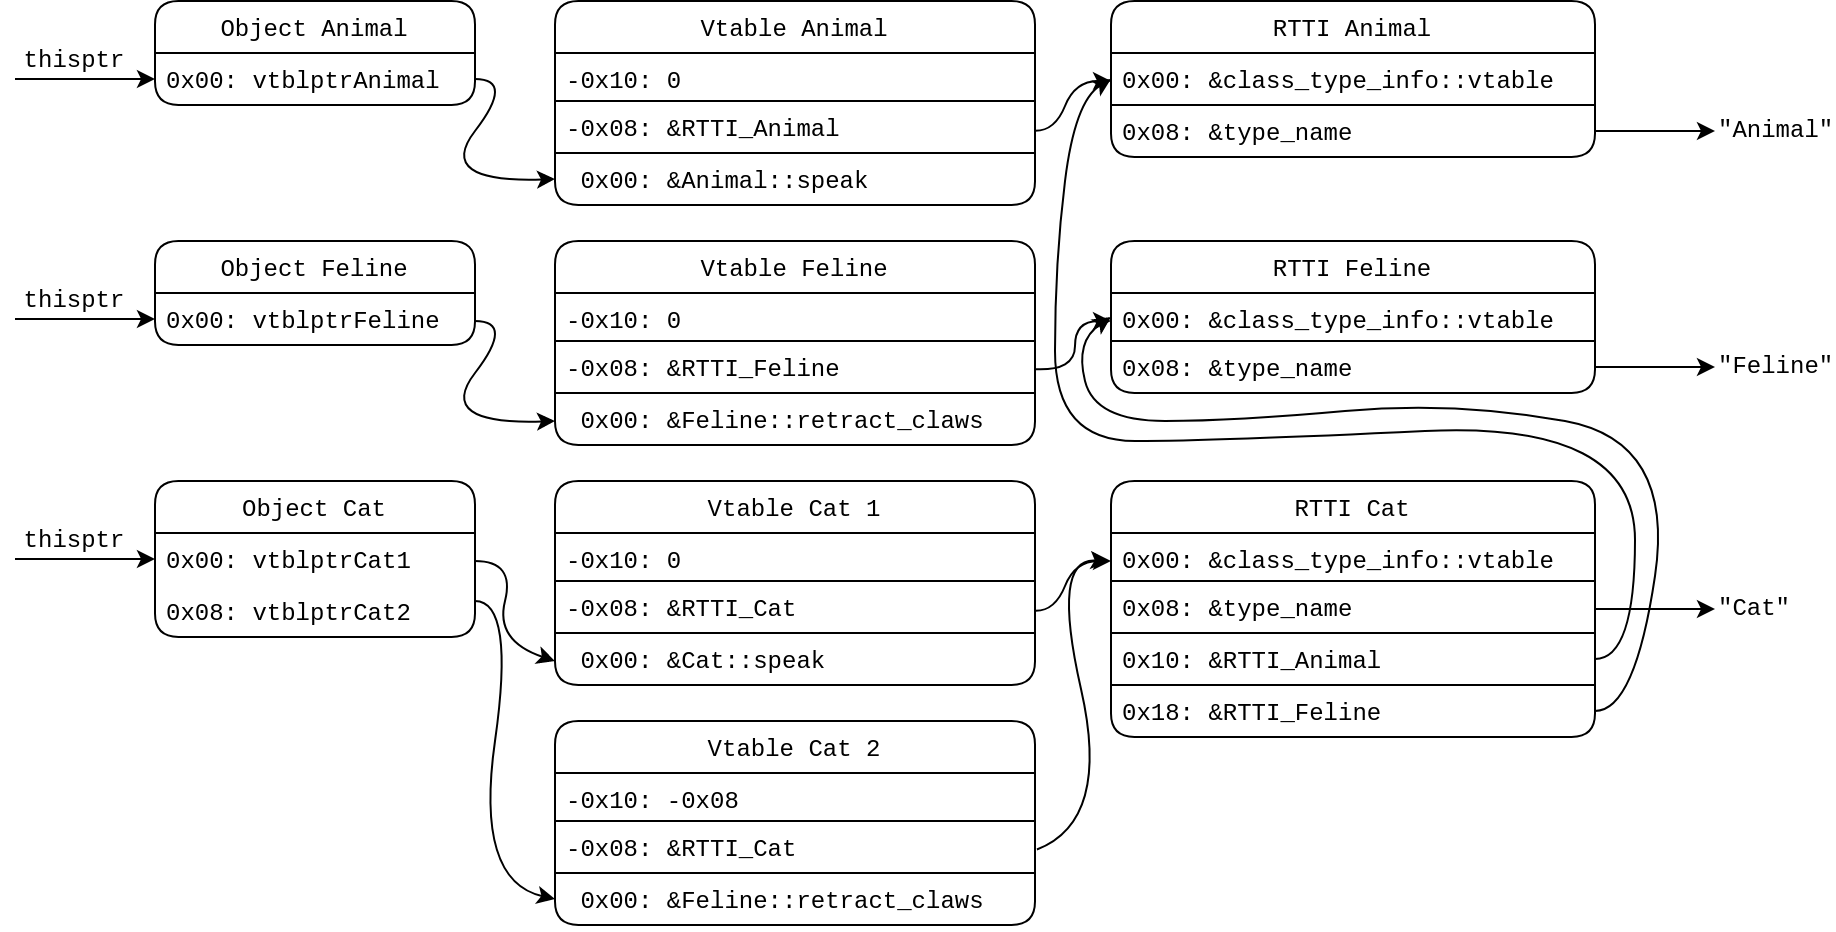 thisptr
Object Animal
0x00: vtblptrAnimal
Vtable Animal
-0x10: 0
-0x08: &RTTI_Animal
0x00: &Animal::speak
RTTI Animal
0x00: &class_type_info::vtable
0x08: &type_name
"Animal"
thisptr
Object Feline
0x00: vtblptrFeline
Vtable Feline
-0x10: 0
-0x08: &RTTI_Feline
0x00: &Feline::retract_claws
RTTI Feline
0x00: &class_type_info::vtable
0x08: &type_name
"Feline"
thisptr
Object Cat
0x00: vtblptrCat1
0x08: vtblptrCat2
Vtable Cat 1
-0x10: 0
-0x08: &RTTI_Cat
0x00: &Cat::speak
RTTI Cat
0x00: &class_type_info::vtable
0x08: &type_name
0x10: &RTTI_Animal
0x18: &RTTI_Feline
"Cat"
Vtable Cat 2
-0x10: -0x08
-0x08: &RTTI_Cat
0x00: &Feline::retract_claws